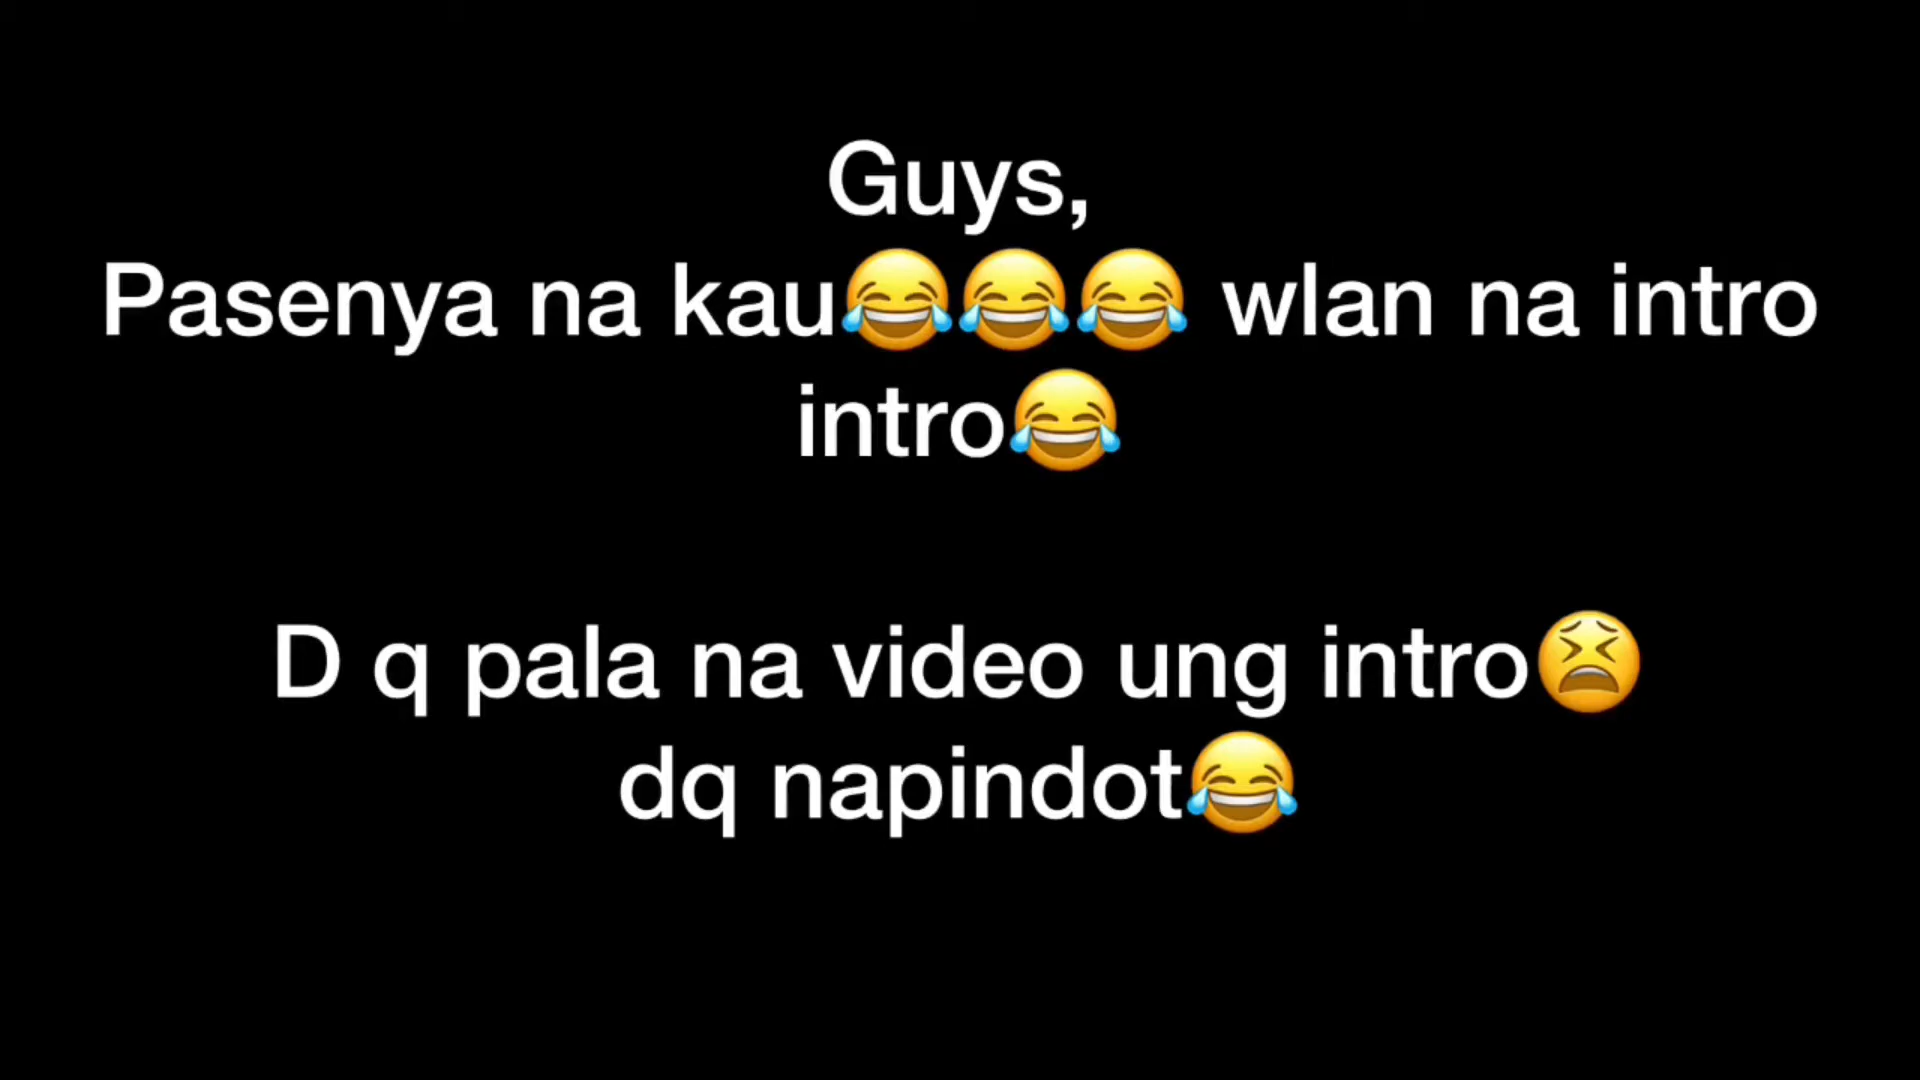 Guys,
Pasenya na kau😂😂😂 wlan na intro
intro😂
D q pala na video ung intro😫
dq napindot😂